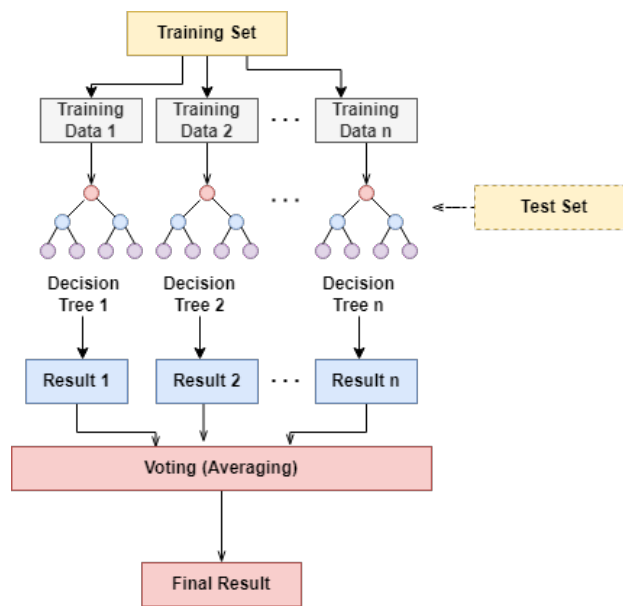 Training Set
Training
Data 1
Training
Data 2
. . .
Training
Data n
. . .
Test Set
Decision
Tree 1
Decision
Tree 2
Decision
Tree n
Result 1
Result 2
. . .
Result n
Voting (Averaging)
Final Result